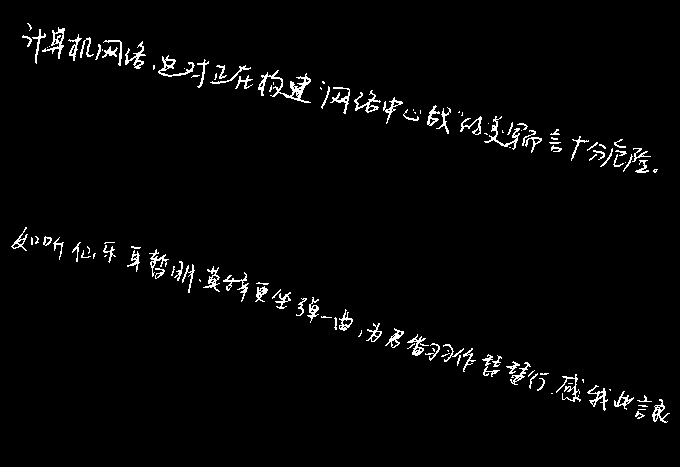 计算机网络,这对正在构建“网络中心战”的美军而言十分危险。
如听仙乐耳暂明.莫辞更坐弹一曲,为君翻作琵琶行.感我此言良